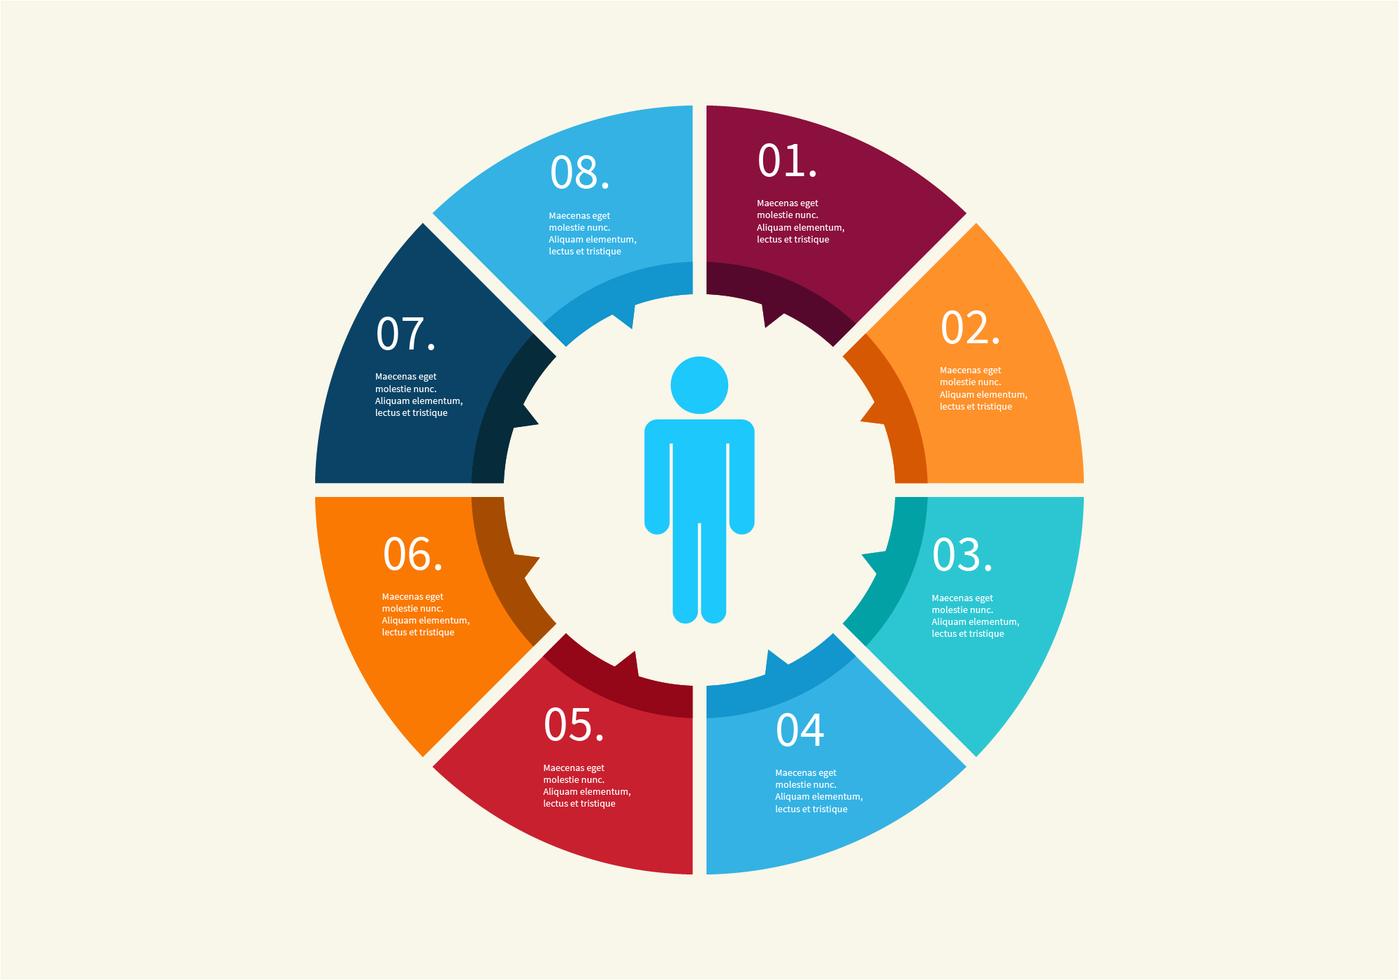 01.
Maecenas eget
molestie nunc.
Aliquam elementum,
lectus et tristique
02.
Maecenas eget
molestie nunc.
Aliquam elementum,
lectus et tristique
03.
Maecenas eget
molestie nunc.
Aliquam elementum,
lectus et tristique
04
Maecenas eget
molestie nunc.
Aliquam elementum,
lectus et tristique
05.
Maecenas eget
molestie nunc.
Aliquam elementum,
lectus et tristique
06.
Maecenas eget
molestie nunc.
Aliquam elementum,
lectus et tristique
07.
Maecenas eget
molestie nunc.
Aliquam elementum,
lectus et tristique
08.
Maecenas eget
molestie nunc.
Aliquam elementum,
lectus et tristique